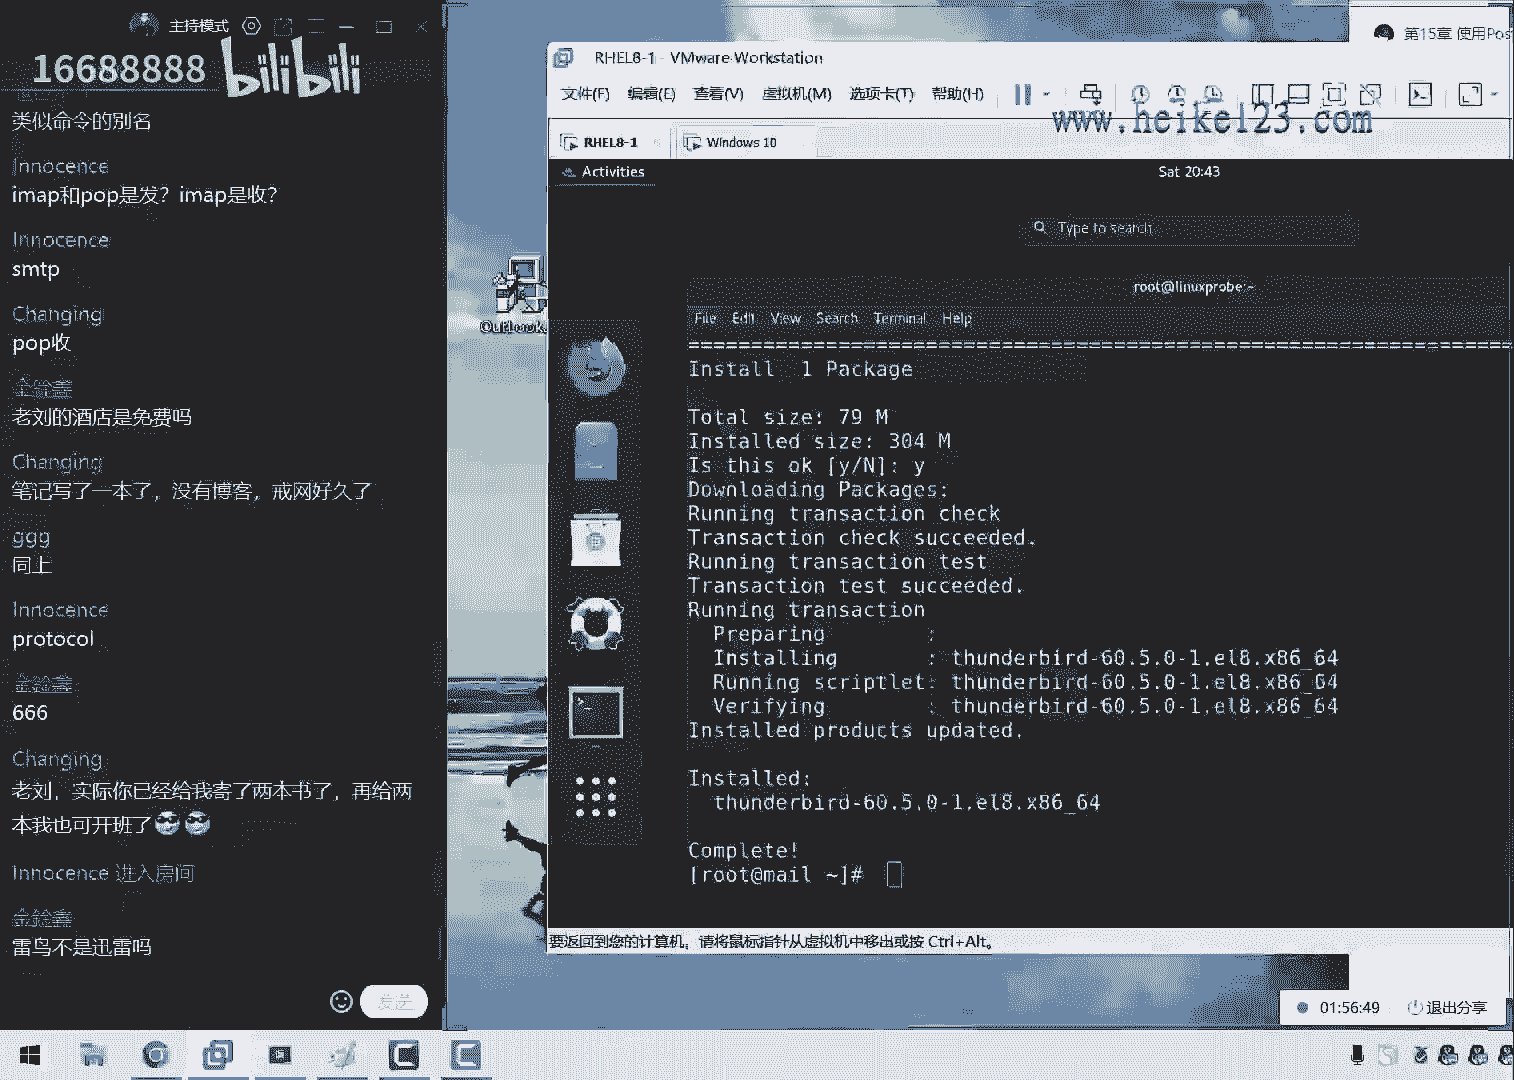 主持模式
16688888 bilibili
类似命令的别名
Innocence
imap和pop是发？imap是收？
Innocence
smtp
Changing
pop收
金鈴鑫
老刘的酒店是免费吗
Changing
笔记写了一本了，没有博客，戒网好久了
ggg
同上
Innocence
protocol
666
Changing
老刘，实际你已经给我寄了两本书了，再给两
本我也可开班了
Innocence 进入房间
雷鸟不是迅雷吗
发送
Outlook
第15章 使用Pos
RHEL8-1 - VMware Workstation
文件(F) 编辑(E) 查看(V) 虚拟机(M) 选项卡(T) 帮助(H)
www.heike123.com
RHEL8-1 Windows 10
Activities Sat 20:43
Type to search
root@linuxprobe:~
File Edit View Search Terminal Help
Install 1 Package
Total size: 79 M
Installed size: 304 M
Is this ok [y/N]: y
Downloading Packages:
Running transaction check
Transaction check succeeded.
Running transaction test
Transaction test succeeded.
Running transaction
Preparing :
Installing : thunderbird-60.5.0-1.el8.x86_64
Running scriptlet: thunderbird-60.5.0-1.el8.x86_64
Verifying : thunderbird-60.5.0-1.el8.x86_64
Installed products updated.
Installed:
thunderbird-60.5.0-1.el8.x86_64
Complete!
[root@mail ~]#
要返回到您的计算机，请将鼠标指针从虚拟机中移出或按 Ctrl+Alt。
01:56:49 退出分享